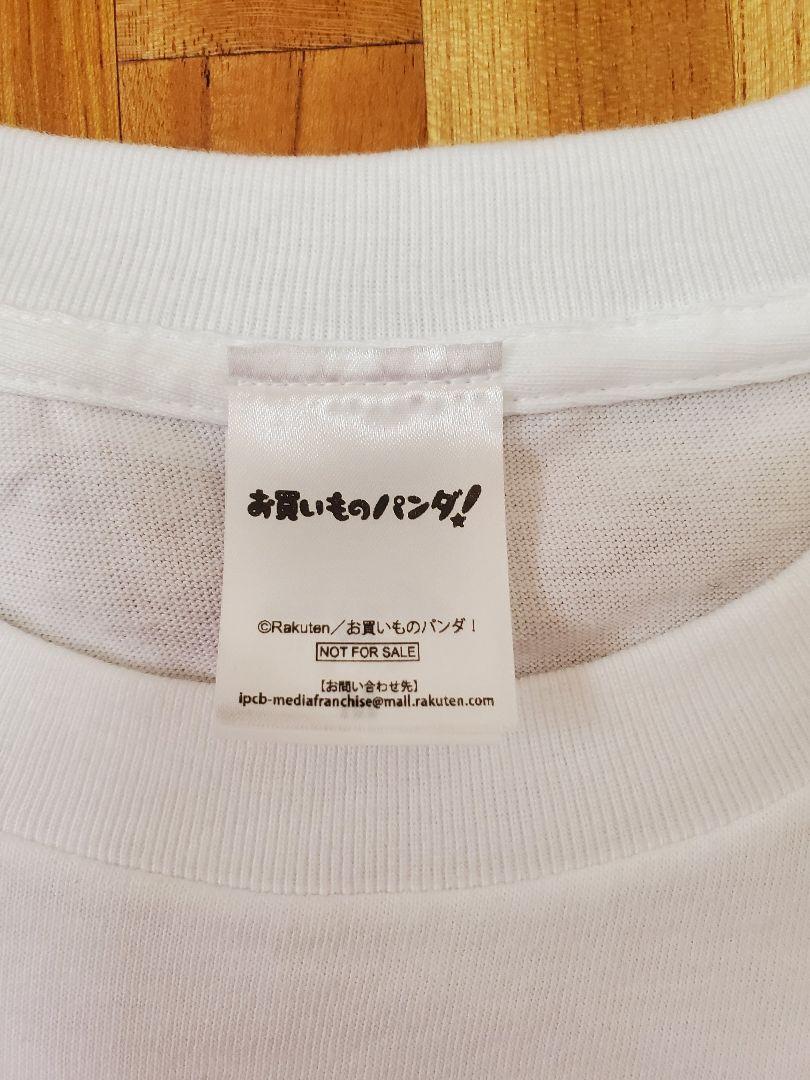 お買いものパンダ!
©Rakuten／お買いものパンダ！
NOT FOR SALE
【お問い合わせ先】
ipcb-mediafranchise@mail.rakuten.com